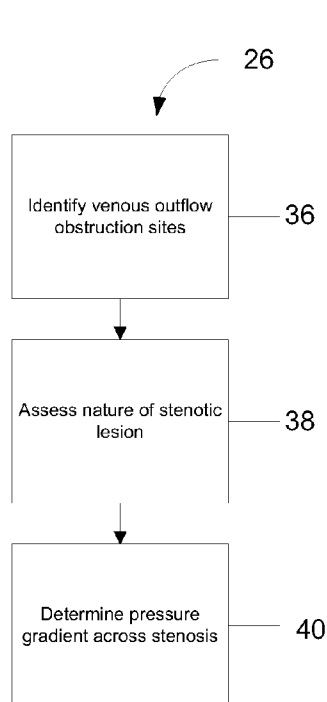 26
Identify venous outflow
obstruction sites
36
Assess nature of stenotic
lesion
38
Determine pressure
gradient across stenosis
40